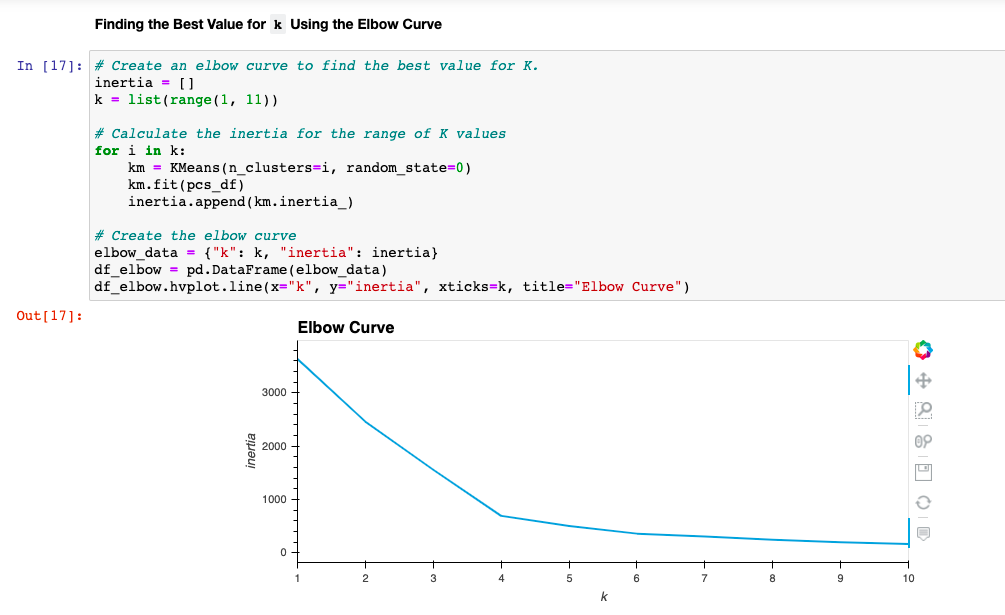 Finding the Best Value for k Using the Elbow Curve
In [17]:
# Create an elbow curve to find the best value for K.
inertia = []
k = list(range(1, 11))
# Calculate the inertia for the range of K values
for i in k:
    km = KMeans(n_clusters=i, random_state=0)
    km.fit(pcs_df)
    inertia.append(km.inertia_)
# Create the elbow curve
elbow_data = {"k": k, "inertia": inertia}
df_elbow = pd.DataFrame(elbow_data)
df_elbow.hvplot.line(x="k", y="inertia", xticks=k, title="Elbow Curve")
Out[17]:
Elbow Curve
3000
2000
1000
0
inertia
1 2 3 4 5 6 7 8 9 10
k